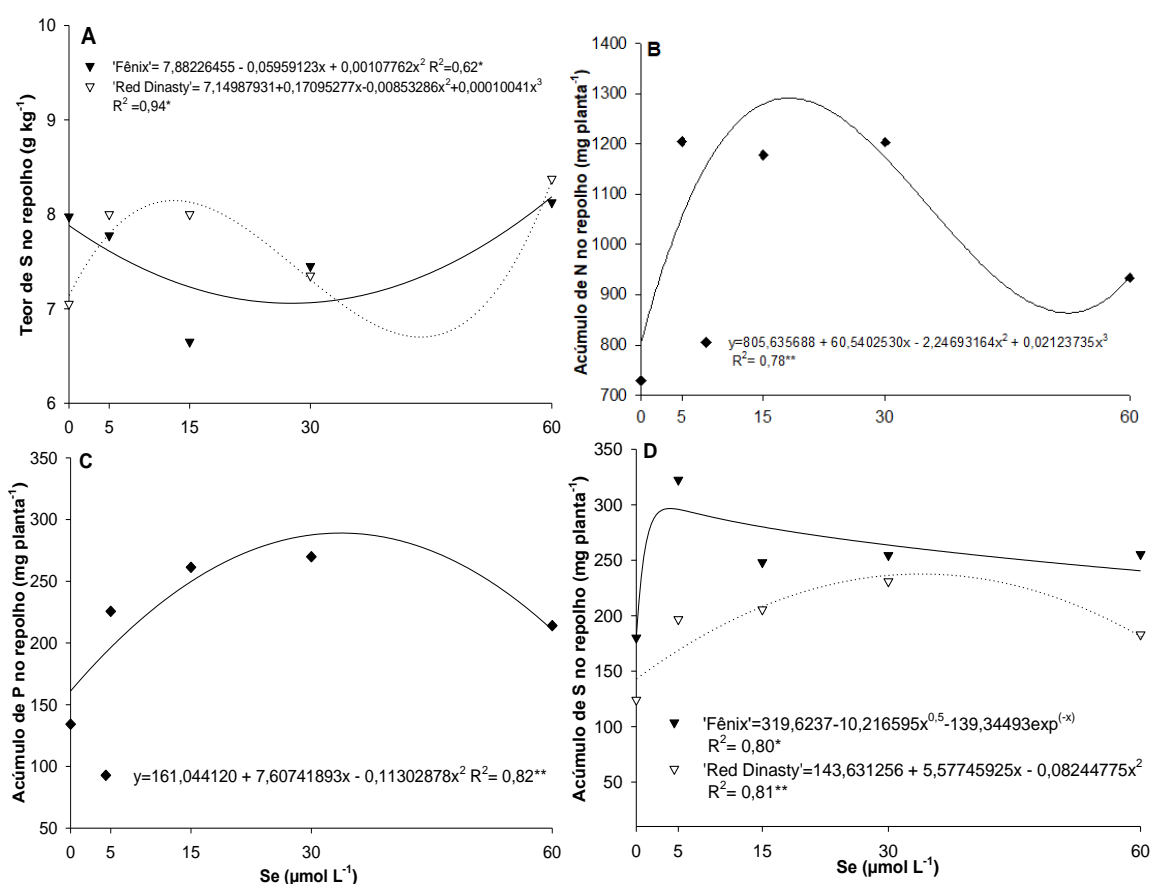 A
'Fênix'= 7,88226455 - 0,05959123x + 0,00107762x² R²=0,62*
'Red Dinasty'= 7,14987931+0,17095277x-0,00853286x²+0,00010041x³
R² =0,94*
Teor de S no repolho (g kg⁻¹)
10
9
8
7
6
0 5 15 30 60
B
Acúmulo de N no repolho (mg planta⁻¹)
1400
1300
1200
1100
1000
900
800
700
y=805,635688 + 60,5402530x - 2,24693164x² + 0,02123735x³
R² = 0,78**
0 5 15 30 60
C
Acúmulo de P no repolho (mg planta⁻¹)
350
300
250
200
150
100
50
y=161,044120 + 7,60741893x - 0,11302878x² R² = 0,82**
0 5 15 30 60
Se (µmol L⁻¹)
D
Acúmulo de S no repolho (mg planta⁻¹)
350
300
250
200
150
100
50
'Fênix'=319,6237-10,216595x⁰,⁵-139,34493exp⁽⁻ˣ⁾
R²= 0,80*
'Red Dinasty'=143,631256 + 5,57745925x - 0,08244775x²
R²= 0,81**
0 5 15 30 60
Se (µmol L⁻¹)